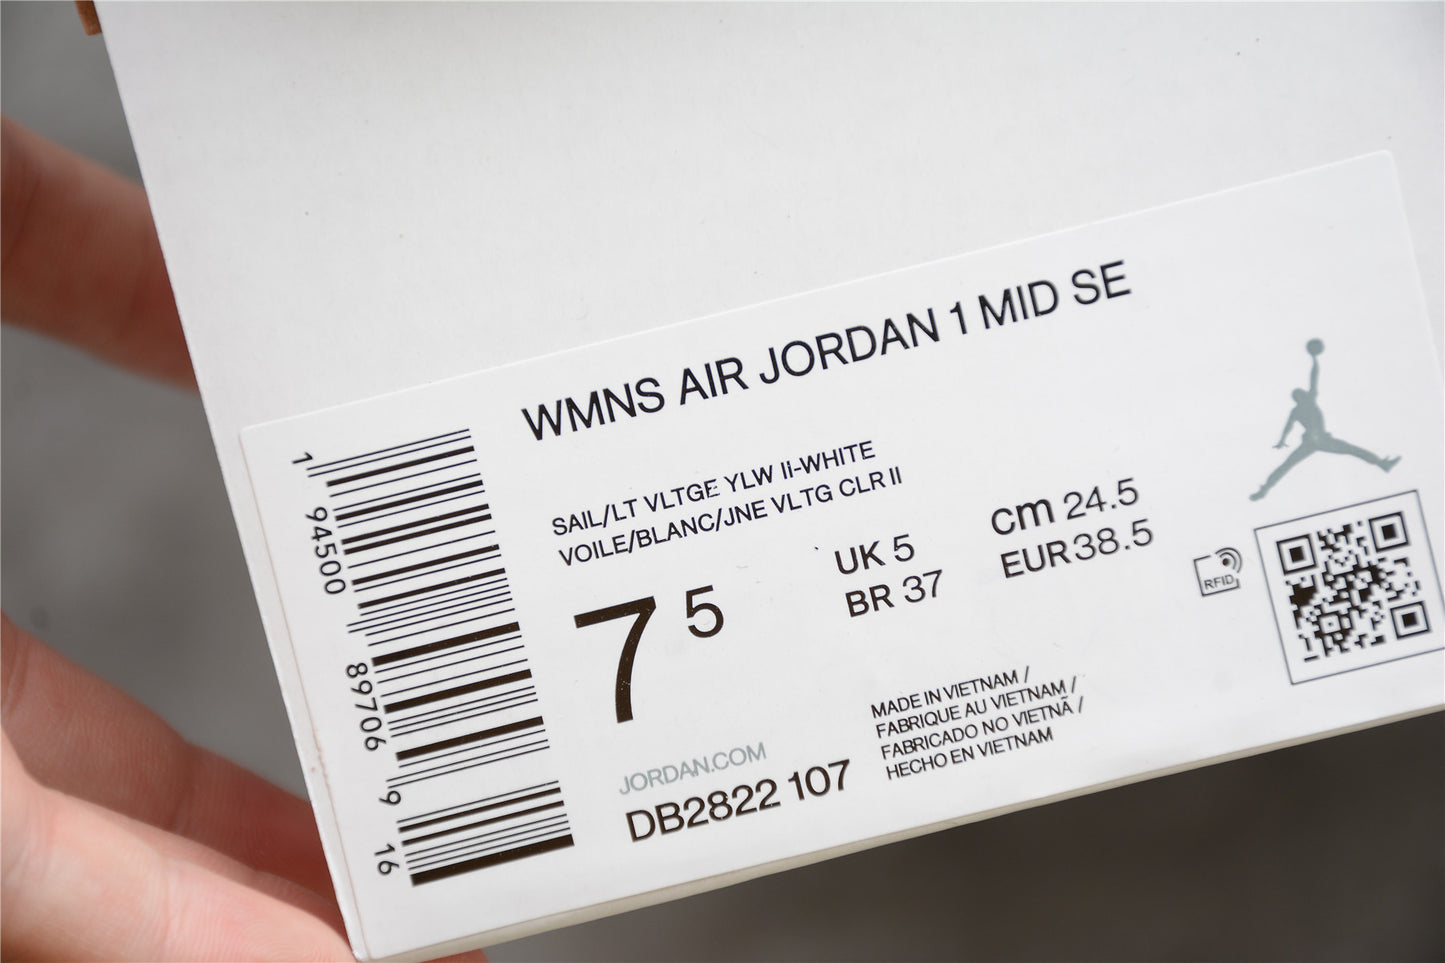 WMNS AIR JORDAN 1 MID SE
SAIL/LT VLTGE YLW II-WHITE
VOILE/BLANC/JNE VLTG CLR II
7 5
UK 5
BR 37
cm 24.5
EUR 38.5
RFID
JORDAN.COM
DB2822 107
MADE IN VIETNAM /
FABRIQUE AU VIETNAM /
FABRICADO NO VIETNÃ /
HECHO EN VIETNAM
1 94500 89706 9 16